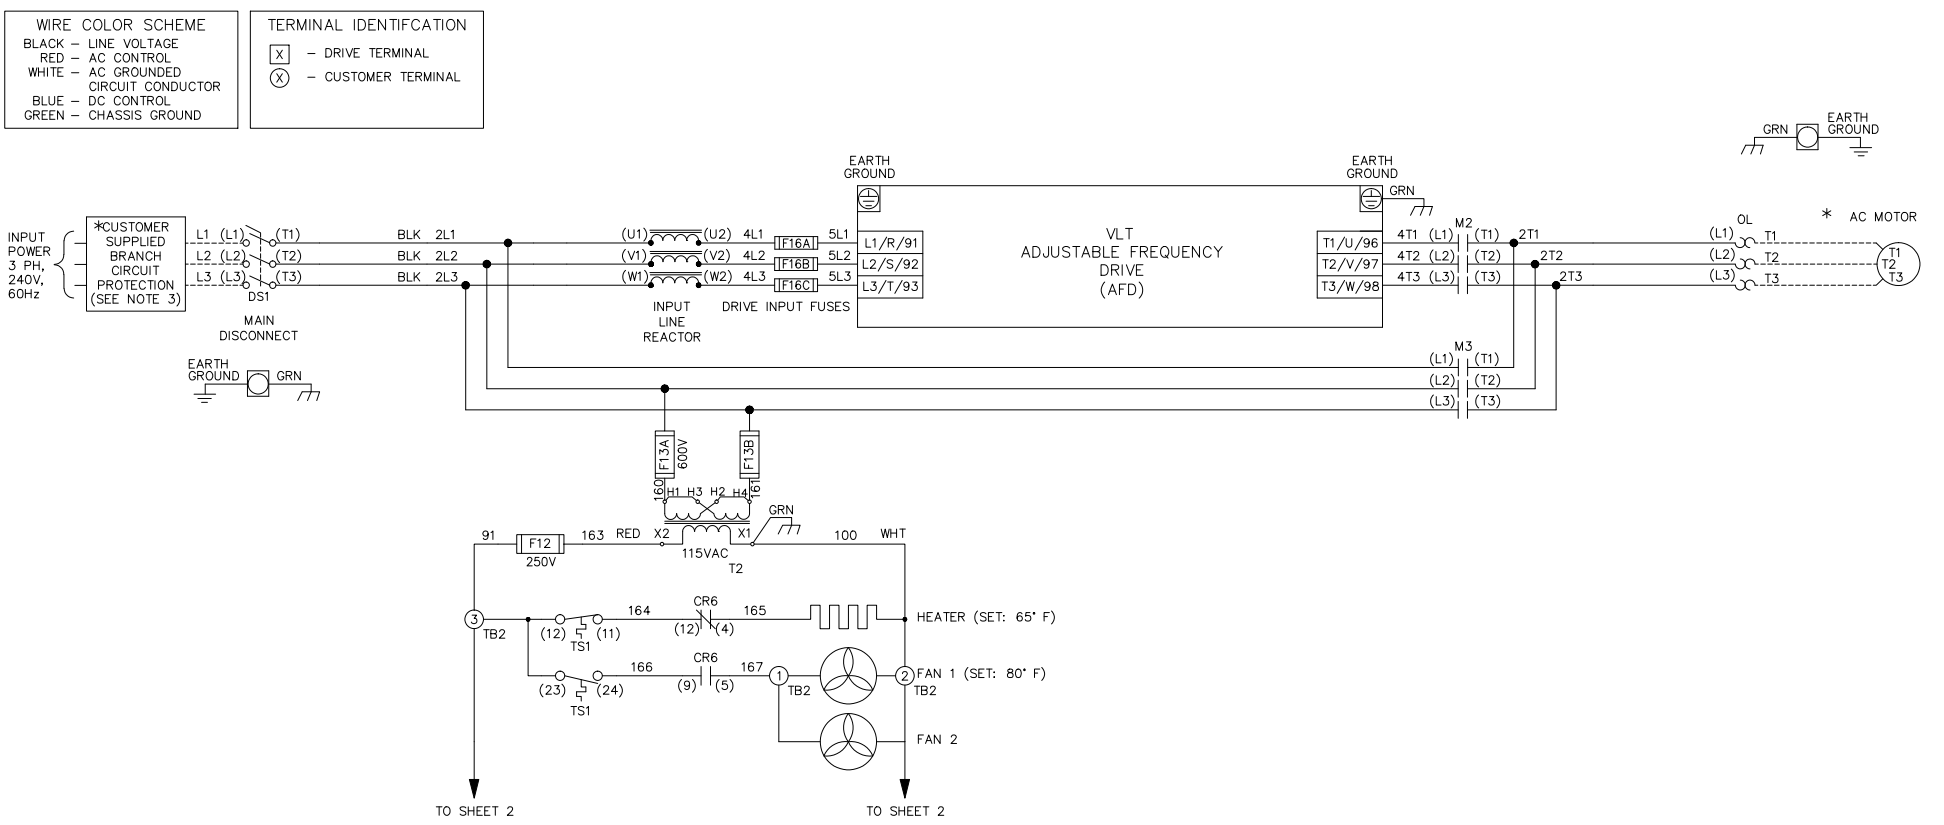 WIRE COLOR SCHEME
BLACK – LINE VOLTAGE
RED – AC CONTROL
WHITE – AC GROUNDED
CIRCUIT CONDUCTOR
BLUE – DC CONTROL
GREEN – CHASSIS GROUND
TERMINAL IDENTIFCATION
X – DRIVE TERMINAL
X – CUSTOMER TERMINAL
GRN
EARTH
GROUND
INPUT
POWER
3 PH,
240V,
60Hz
*CUSTOMER
SUPPLIED
BRANCH
CIRCUIT
PROTECTION
(SEE NOTE 3)
L1 (L1) (T1)
L2 (L2) (T2)
L3 (L3) (T3)
DS1
MAIN
DISCONNECT
BLK 2L1
BLK 2L2
BLK 2L3
(U1) (U2) 4L1 F16A 5L1
(V1) (V2) 4L2 F16B 5L2
(W1) (W2) 4L3 F16C 5L3
INPUT
LINE
REACTOR
DRIVE INPUT FUSES
EARTH
GROUND
L1/R/91
L2/S/92
L3/T/93
VLT
ADJUSTABLE FREQUENCY
DRIVE
(AFD)
EARTH
GROUND
GRN
T1/U/96
T2/V/97
T3/W/98
M2
4T1 (L1) (T1) 2T1
4T2 (L2) (T2) 2T2
4T3 (L3) (T3) 2T3
OL
(L1) T1
(L2) T2
(L3) T3
* AC MOTOR
T1
T2
T3
M3
(L1) (T1)
(L2) (T2)
(L3) (T3)
EARTH
GROUND
GRN
F13A
600V
F13B
160
161
H1 H3 H2 H4
GRN
91 F12 163 RED X2 X1 100 WHT
250V
115VAC
T2
3
TB2
(12) (11)
TS1
164
CR6
(12) (4)
165
HEATER (SET: 65° F)
(23) (24)
TS1
166
CR6
(9) (5)
167
1
TB2
2
TB2
FAN 1 (SET: 80° F)
FAN 2
TO SHEET 2
TO SHEET 2